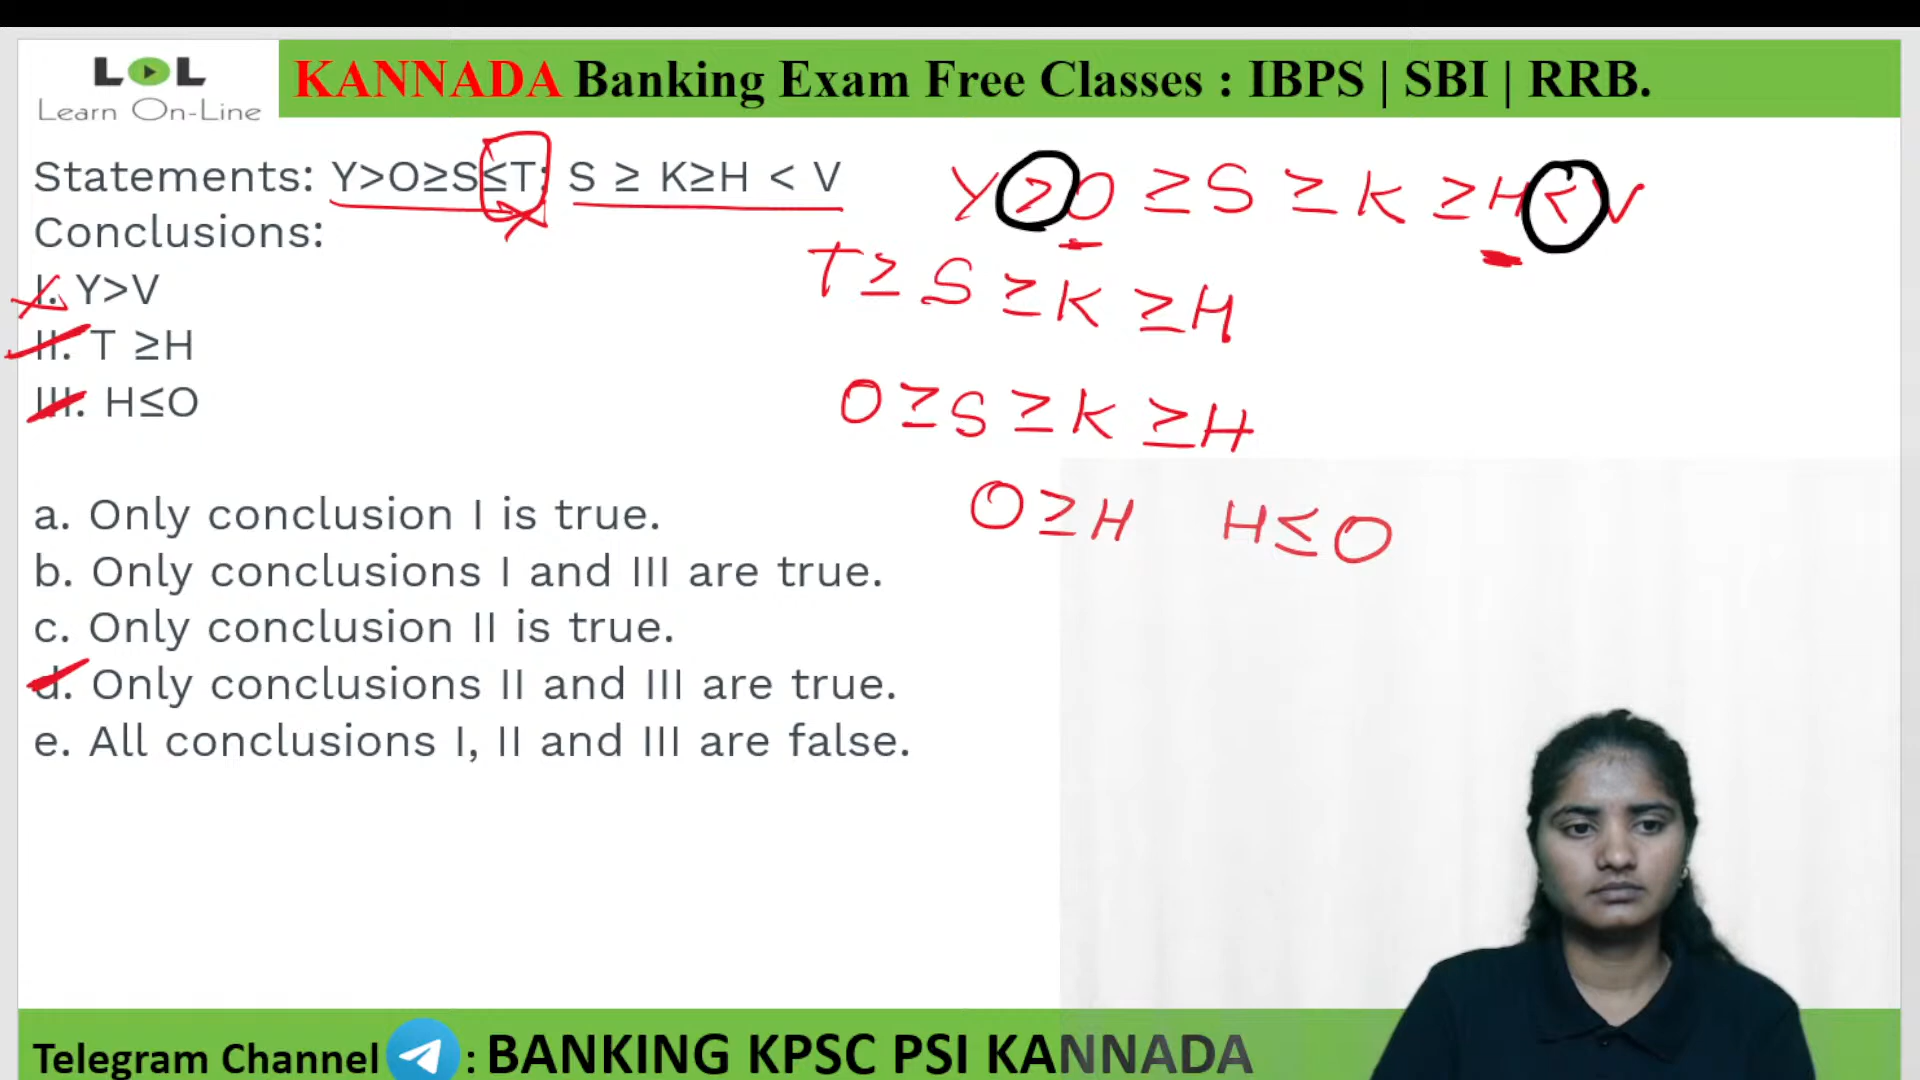 LOL
Learn On-Line
KANNADA Banking Exam Free Classes : IBPS | SBI | RRB.
Statements: Y>O≥S≤T; S ≥ K≥H < V
Y > O ≥ S ≥ K ≥ H < V
Conclusions:
T ≥ S ≥ K ≥ H
I. Y>V
II. T ≥H
III. H≤O
O ≥ S ≥ K ≥ H
O ≥ H H ≤ O
a. Only conclusion I is true.
b. Only conclusions I and III are true.
c. Only conclusion II is true.
d. Only conclusions II and III are true.
e. All conclusions I, II and III are false.
Telegram Channel : BANKING KPSC PSI KANNADA